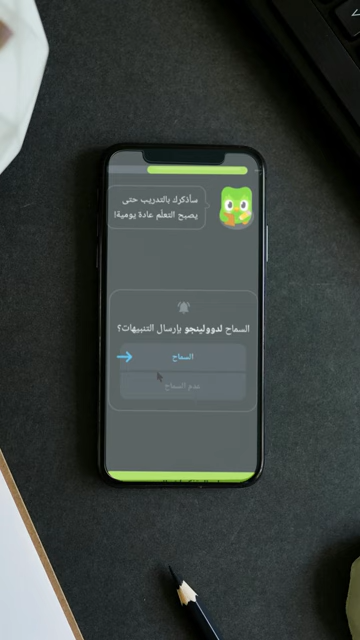 سأذكرك بالتدريب حتى
يصبح التعلم عادة يومية!
السماح لدوولينجو بإرسال التنبيهات؟
السماح
عدم السماح